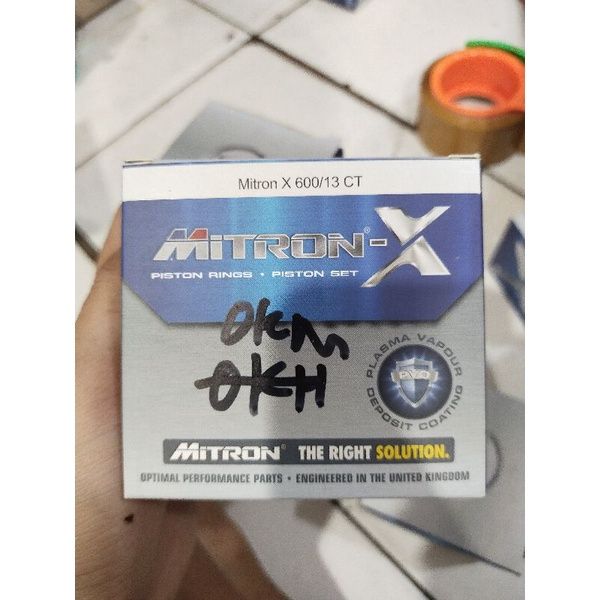 Mitron X 600/13 CT
MiTRON-X®
PISTON RINGS • PISTON SET
OKM
OKH
PLASMA VAPOUR
DEPOSIT COATING
MiTRON® THE RIGHT SOLUTION.
OPTIMAL PERFORMANCE PARTS • ENGINEERED IN THE UNITED KINGDOM